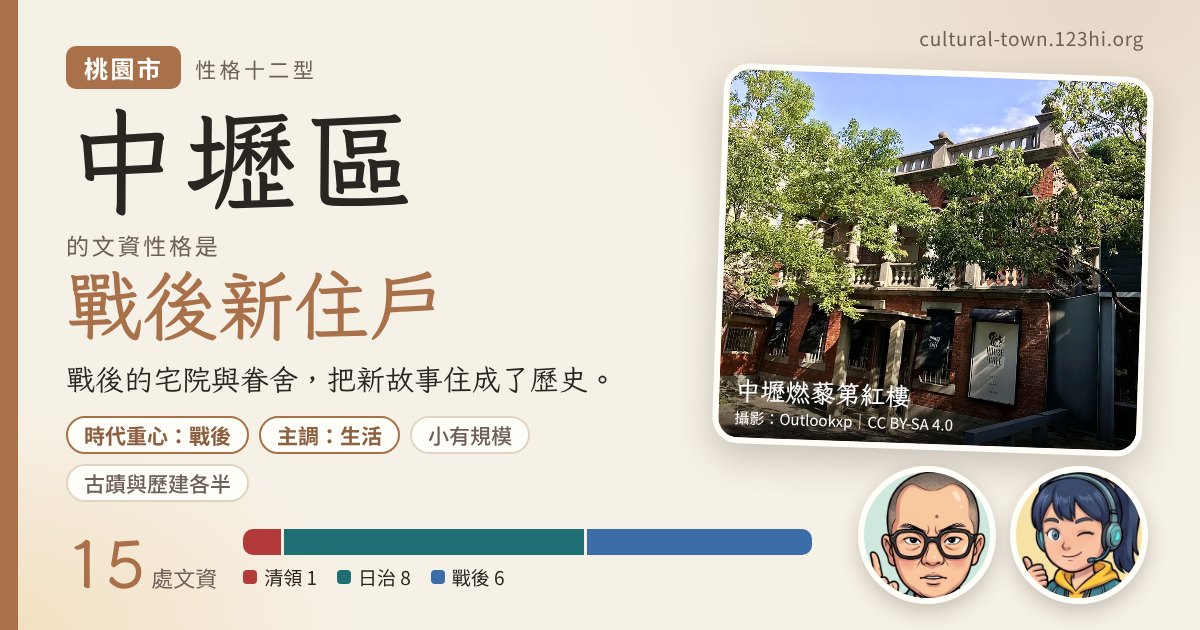 cultural-town.123hi.org
桃園市 性格十二型
中壢區
的文資性格是
戰後新住戶
戰後的宅院與眷舍,把新故事住成了歷史。
時代重心：戰後 主調：生活 小有規模
古蹟與歷建各半
15 處文資
清領 1 日治 8 戰後 6
中壢燃藜第紅樓
攝影：Outlookxp｜CC BY-SA 4.0